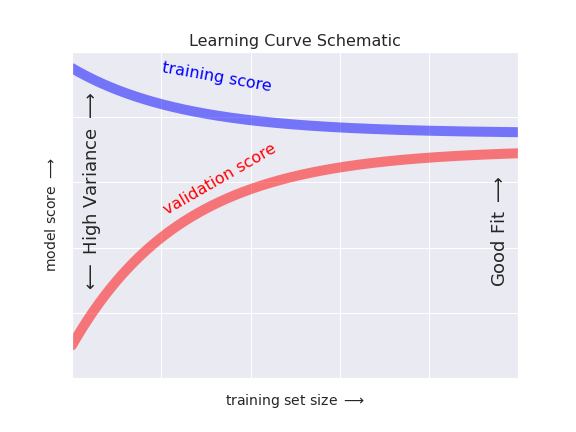 Learning Curve Schematic
training score
validation score
model score ⟶
⟵ High Variance ⟶
Good Fit ⟶
training set size ⟶